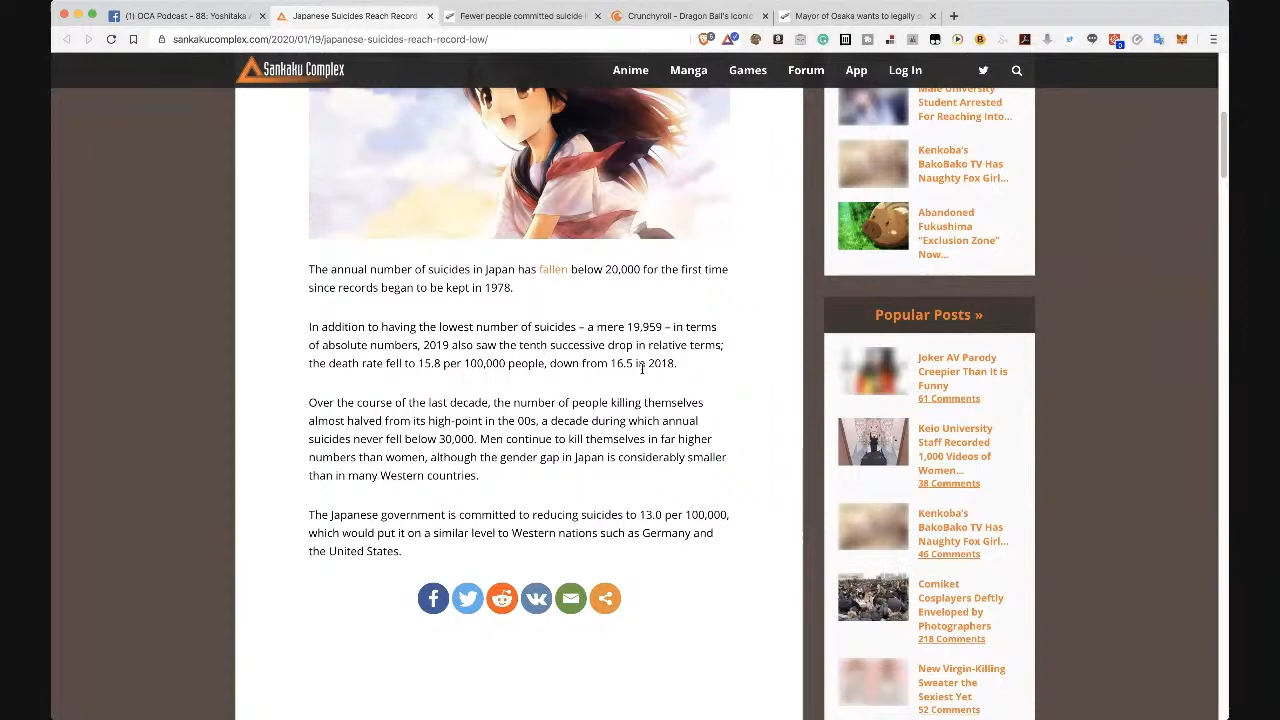 (1) OCA Podcast - 88: Yoshitaka
Japanese Suicides Reach Record
Fewer people committed suicide
Crunchyroll - Dragon Ball's Iconic
Mayor of Osaka wants to legally
sankakucomplex.com/2020/01/19/japanese-suicides-reach-record-low/
Sankaku Complex
Anime
Manga
Games
Forum
App
Log In
The annual number of suicides in Japan has fallen below 20,000 for the first time
since records began to be kept in 1978.
In addition to having the lowest number of suicides – a mere 19,959 – in terms
of absolute numbers, 2019 also saw the tenth successive drop in relative terms;
the death rate fell to 15.8 per 100,000 people, down from 16.5 in 2018.
Over the course of the last decade, the number of people killing themselves
almost halved from its high-point in the 00s, a decade during which annual
suicides never fell below 30,000. Men continue to kill themselves in far higher
numbers than women, although the gender gap in Japan is considerably smaller
than in many Western countries.
The Japanese government is committed to reducing suicides to 13.0 per 100,000,
which would put it on a similar level to Western nations such as Germany and
the United States.
Male University
Student Arrested
For Reaching Into...
Kenkoba's
BakoBako TV Has
Naughty Fox Girl...
Abandoned
Fukushima
“Exclusion Zone”
Now...
Popular Posts »
Joker AV Parody
Creepier Than It is
Funny
61 Comments
Keio University
Staff Recorded
1,000 Videos of
Women...
38 Comments
Kenkoba's
BakoBako TV Has
Naughty Fox Girl...
46 Comments
Comiket
Cosplayers Deftly
Enveloped by
Photographers
218 Comments
New Virgin-Killing
Sweater the
Sexiest Yet
52 Comments